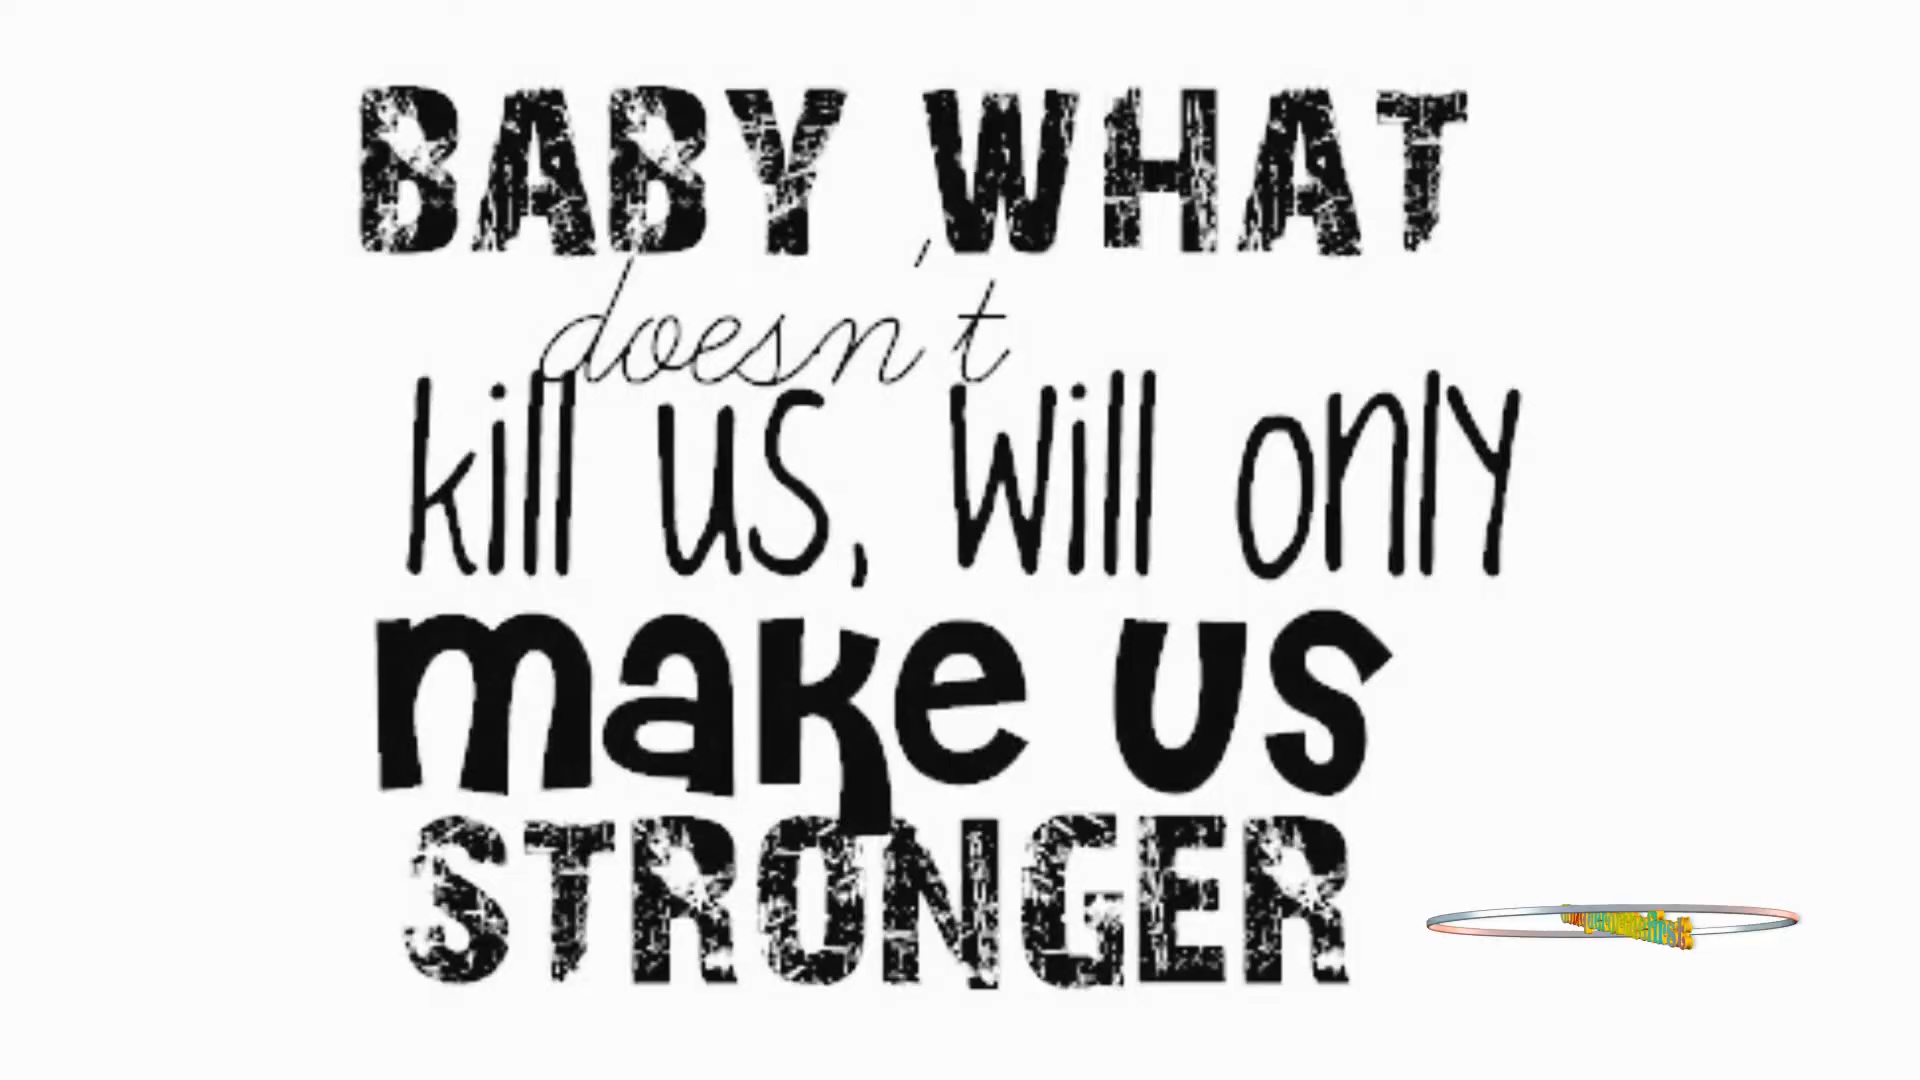 BABY WHAT
doesn't
kill us, will only
make us
STRONGER